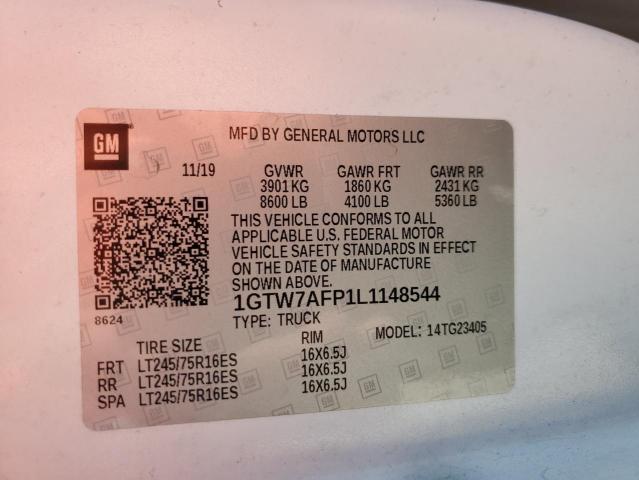 GM
MFD BY GENERAL MOTORS LLC
11/19 GVWR GAWR FRT GAWR RR
3901 KG 1860 KG 2431 KG
8600 LB 4100 LB 5360 LB
THIS VEHICLE CONFORMS TO ALL
APPLICABLE U.S. FEDERAL MOTOR
VEHICLE SAFETY STANDARDS IN EFFECT
ON THE DATE OF MANUFACTURE
SHOWN ABOVE.
8624
1GTW7AFP1L1148544
TYPE: TRUCK MODEL: 14TG23405
TIRE SIZE RIM
FRT LT245/75R16ES 16X6.5J
RR LT245/75R16ES 16X6.5J
SPA LT245/75R16ES 16X6.5J